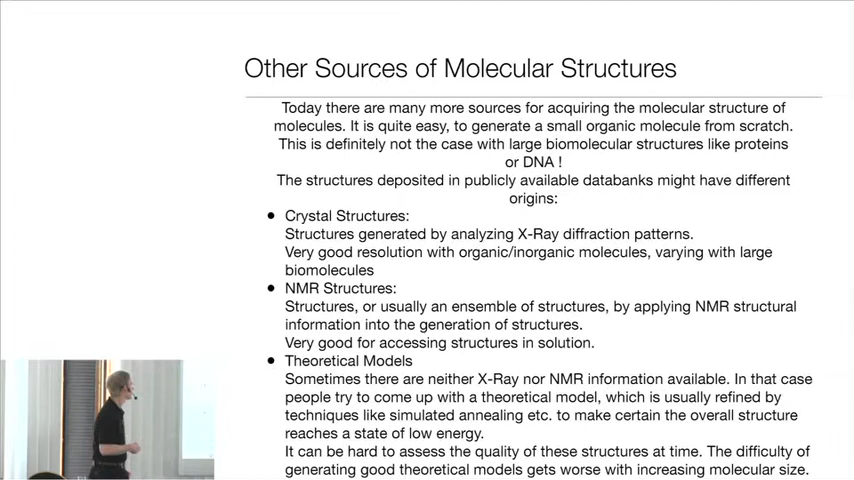 Other Sources of Molecular Structures
Today there are many more sources for acquiring the molecular structure of
molecules. It is quite easy, to generate a small organic molecule from scratch.
This is definitely not the case with large biomolecular structures like proteins
or DNA !
The structures deposited in publicly available databanks might have different
origins:
• Crystal Structures:
Structures generated by analyzing X-Ray diffraction patterns.
Very good resolution with organic/inorganic molecules, varying with large
biomolecules
• NMR Structures:
Structures, or usually an ensemble of structures, by applying NMR structural
information into the generation of structures.
Very good for accessing structures in solution.
• Theoretical Models
Sometimes there are neither X-Ray nor NMR information available. In that case
people try to come up with a theoretical model, which is usually refined by
techniques like simulated annealing etc. to make certain the overall structure
reaches a state of low energy.
It can be hard to assess the quality of these structures at time. The difficulty of
generating good theoretical models gets worse with increasing molecular size.